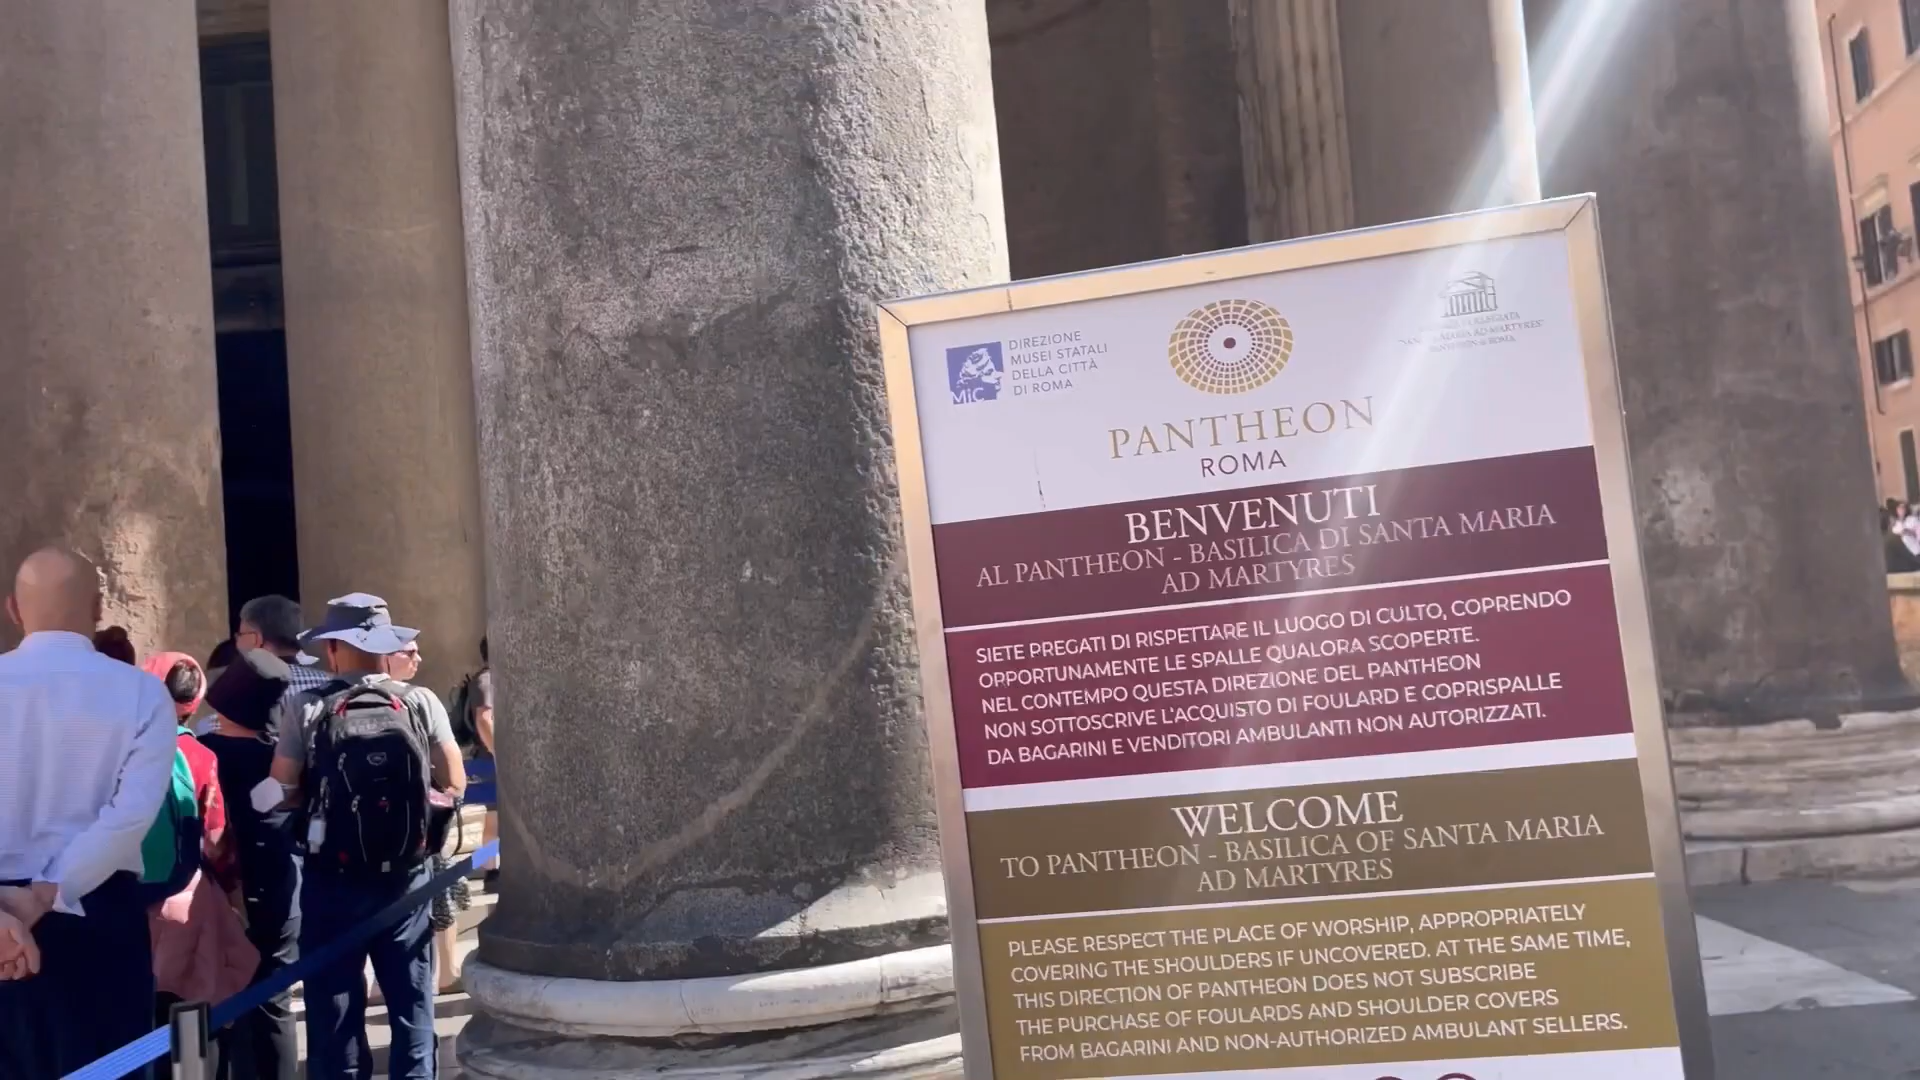 DIREZIONE
MUSEI STATALI
DELLA CITTÀ
DI ROMA
MiC
AD MARTYRES"
PANTHEON
ROMA
BENVENUTI
AL PANTHEON - BASILICA DI SANTA MARIA
AD MARTYRES
SIETE PREGATI DI RISPETTARE IL LUOGO DI CULTO, COPRENDO
OPPORTUNAMENTE LE SPALLE QUALORA SCOPERTE.
NEL CONTEMPO QUESTA DIREZIONE DEL PANTHEON
NON SOTTOSCRIVE L'ACQUISTO DI FOULARD E COPRISPALLE
DA BAGARINI E VENDITORI AMBULANTI NON AUTORIZZATI.
WELCOME
TO PANTHEON - BASILICA OF SANTA MARIA
AD MARTYRES
PLEASE RESPECT THE PLACE OF WORSHIP, APPROPRIATELY
COVERING THE SHOULDERS IF UNCOVERED. AT THE SAME TIME,
THIS DIRECTION OF PANTHEON DOES NOT SUBSCRIBE
THE PURCHASE OF FOULARDS AND SHOULDER COVERS
FROM BAGARINI AND NON-AUTHORIZED AMBULANT SELLERS.